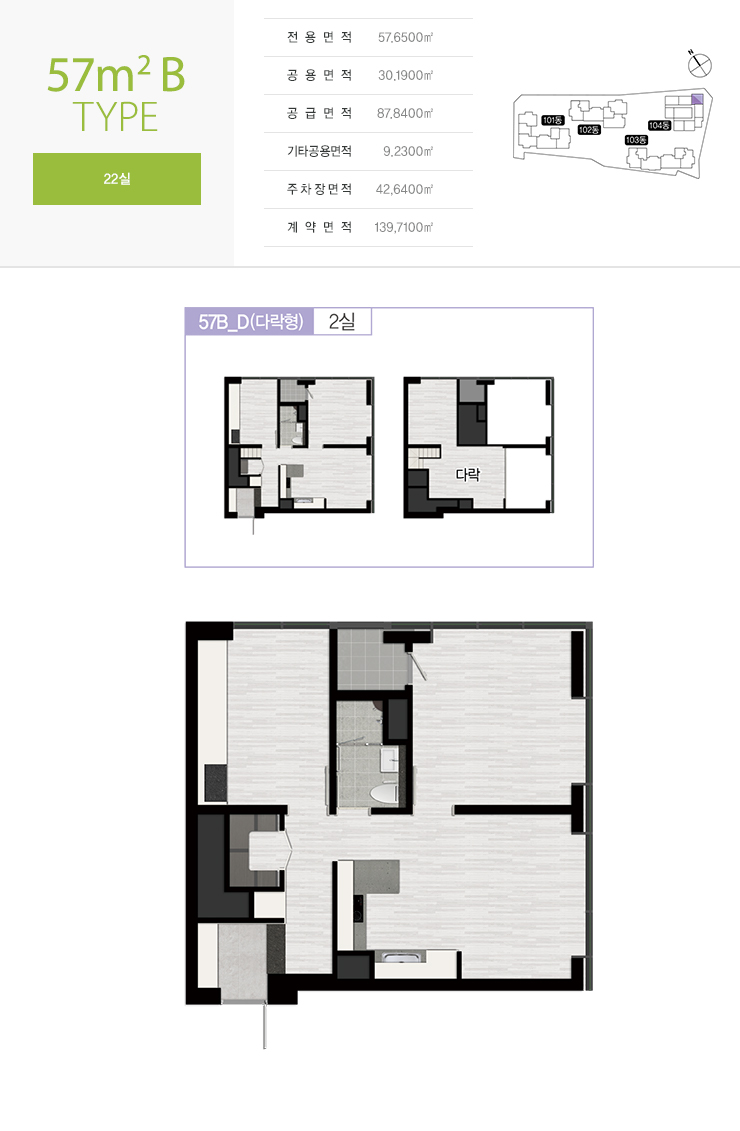 57m² B
TYPE
22실
전용면적 57,6500㎡
공용면적 30,1900㎡
공급면적 87,8400㎡
기타공용면적 9,2300㎡
주차장면적 42,6400㎡
계약면적 139,7100㎡
N
101동
102동
104동
103동
57B_D(다락형) 2실
다락